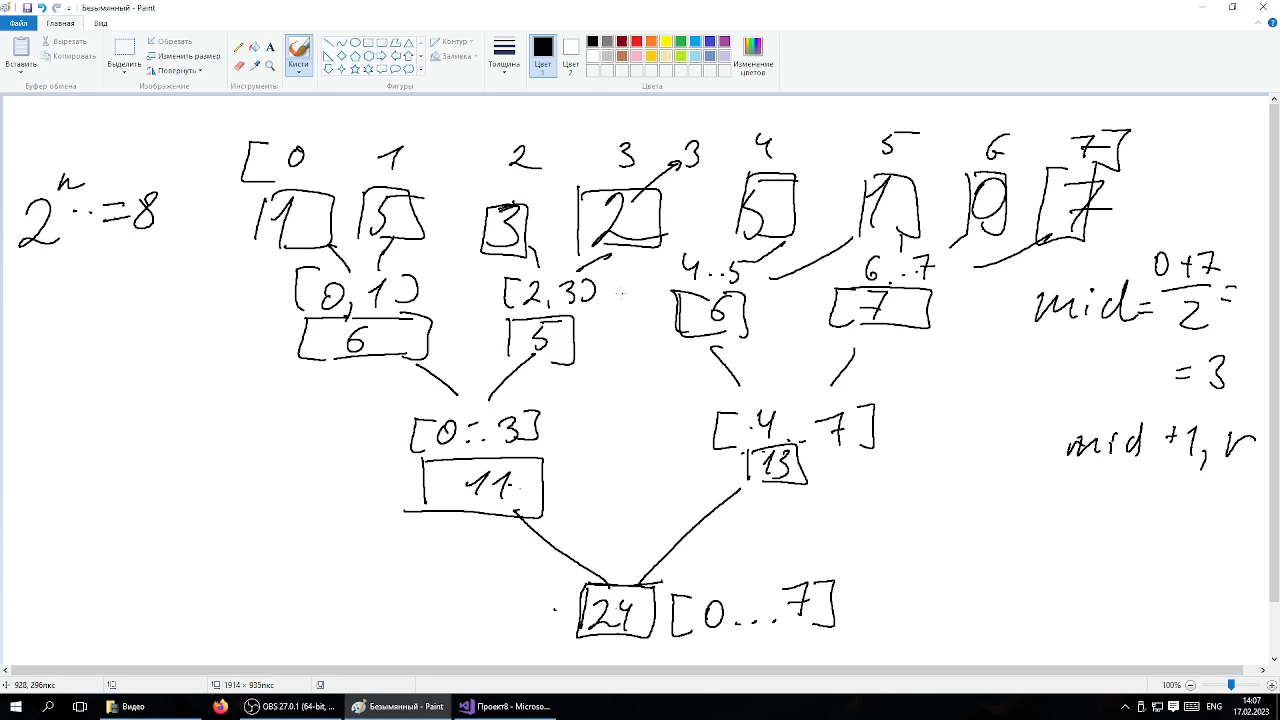 Безымянный - Paint
Файл Главная Вид
Вставить
Вырезать
Копировать
Буфер обмена
Выделить
Обрезать
Изменить размер
Повернуть
Изображение
Инструменты
Кисти
Контур
Заливка
Фигуры
Толщина
Цвет 1
Цвет 2
Изменение цветов
Цвета
[ 0 1 2 3 3 4 5 6 7 ]
2^n .. = 8
1 5 3 2 5 1 0 7
[0, 1] [2, 3] 4..5 6..7
6 5 6 7
mid = 0+7 / 2 =
= 3
[0..3] [4..7]
11 13
mid +1, r
24 [0...7]
928, 296пкс 1914 × 935пкс 100%
Видео OBS 27.0.1 (64-bit, ... Безымянный - Paint Проект8 - Microso... ENG 14:07
17.02.2023